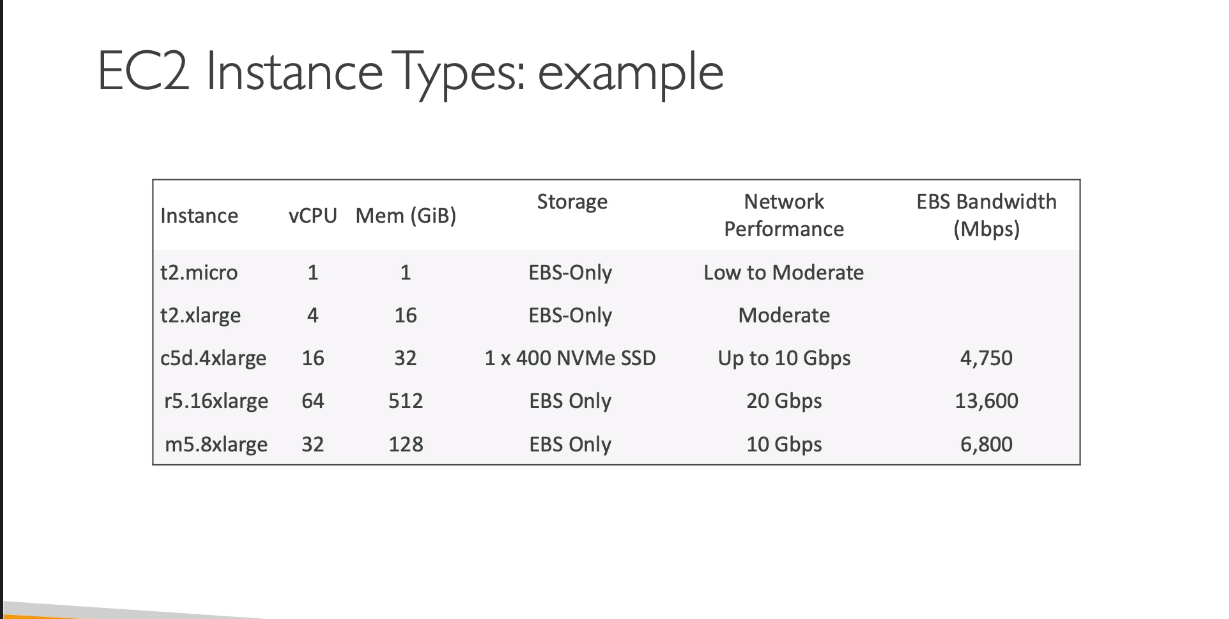 EC2 Instance Types: example
Instance vCPU Mem (GiB) Storage Network Performance EBS Bandwidth (Mbps)
t2.micro 1 1 EBS-Only Low to Moderate
t2.xlarge 4 16 EBS-Only Moderate
c5d.4xlarge 16 32 1 x 400 NVMe SSD Up to 10 Gbps 4,750
r5.16xlarge 64 512 EBS Only 20 Gbps 13,600
m5.8xlarge 32 128 EBS Only 10 Gbps 6,800